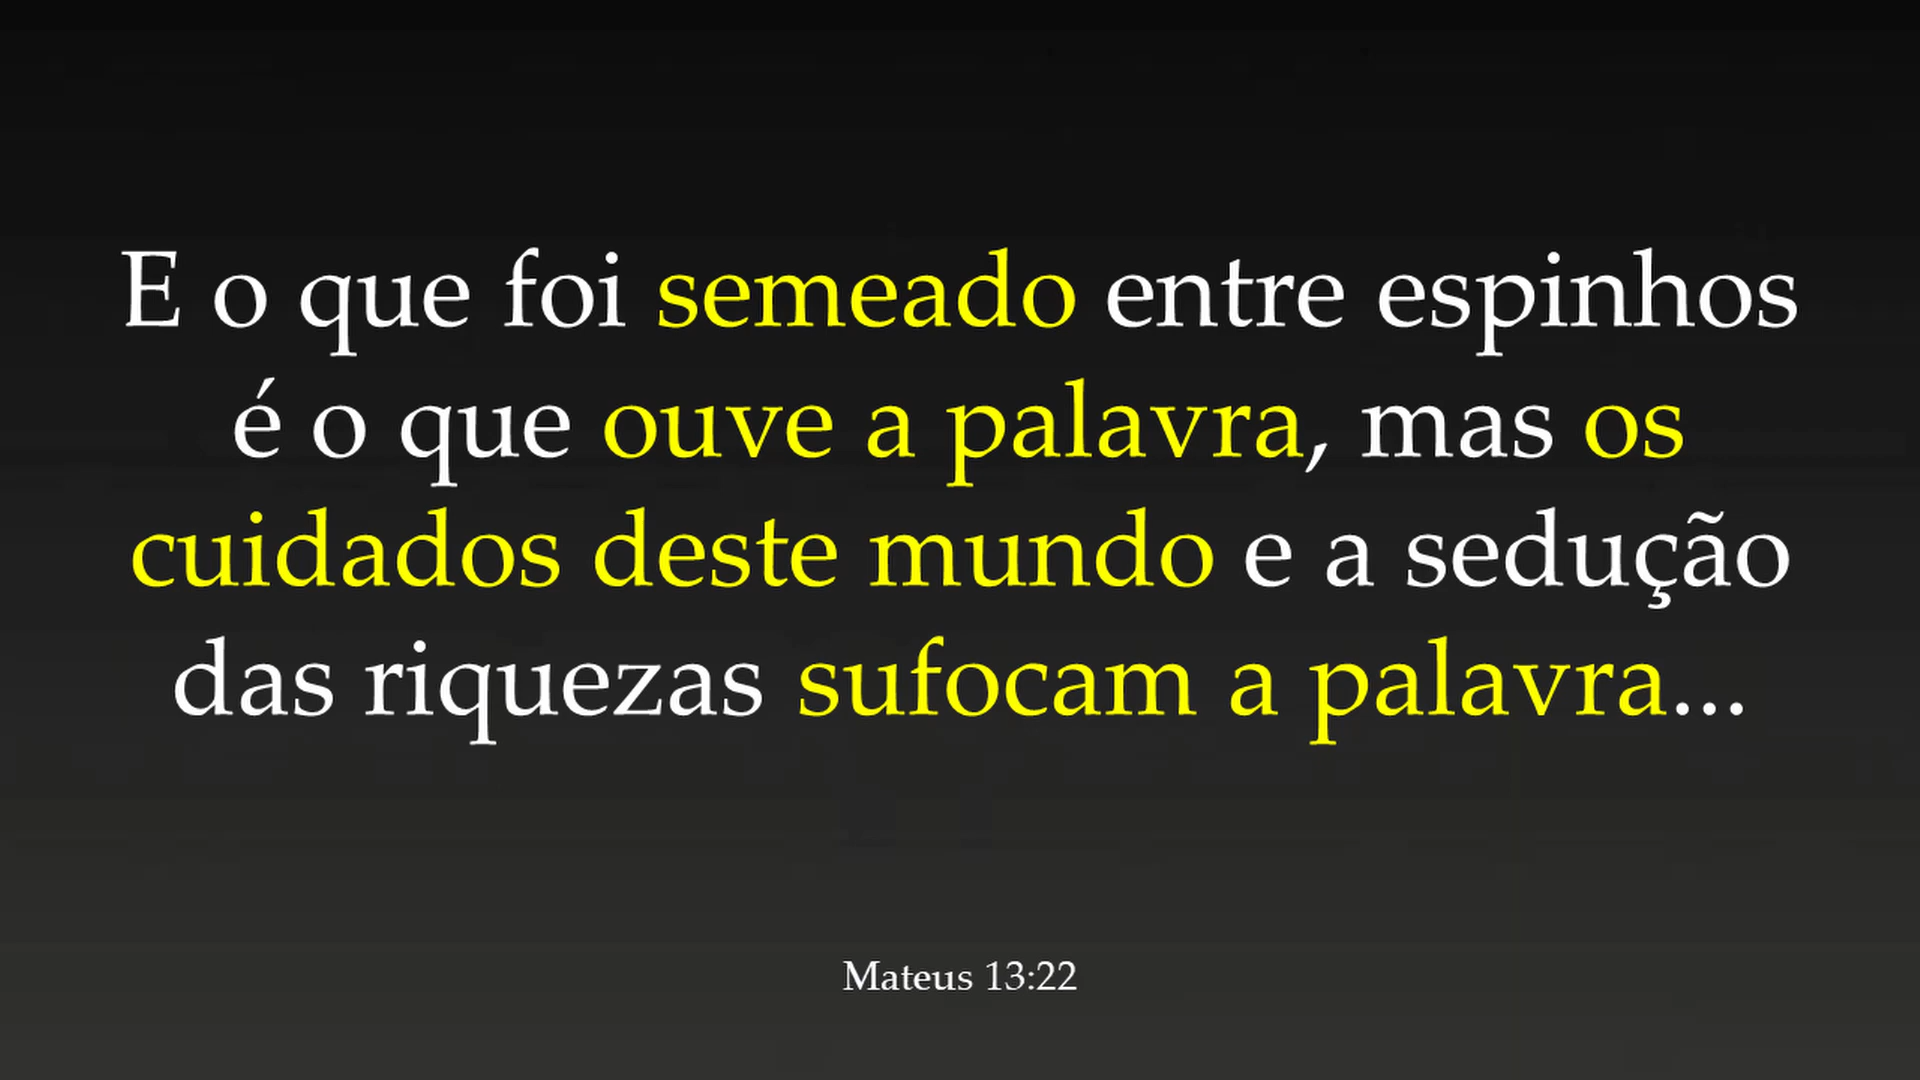 E o que foi semeado entre espinhos
é o que ouve a palavra, mas os
cuidados deste mundo e a sedução
das riquezas sufocam a palavra...
Mateus 13:22